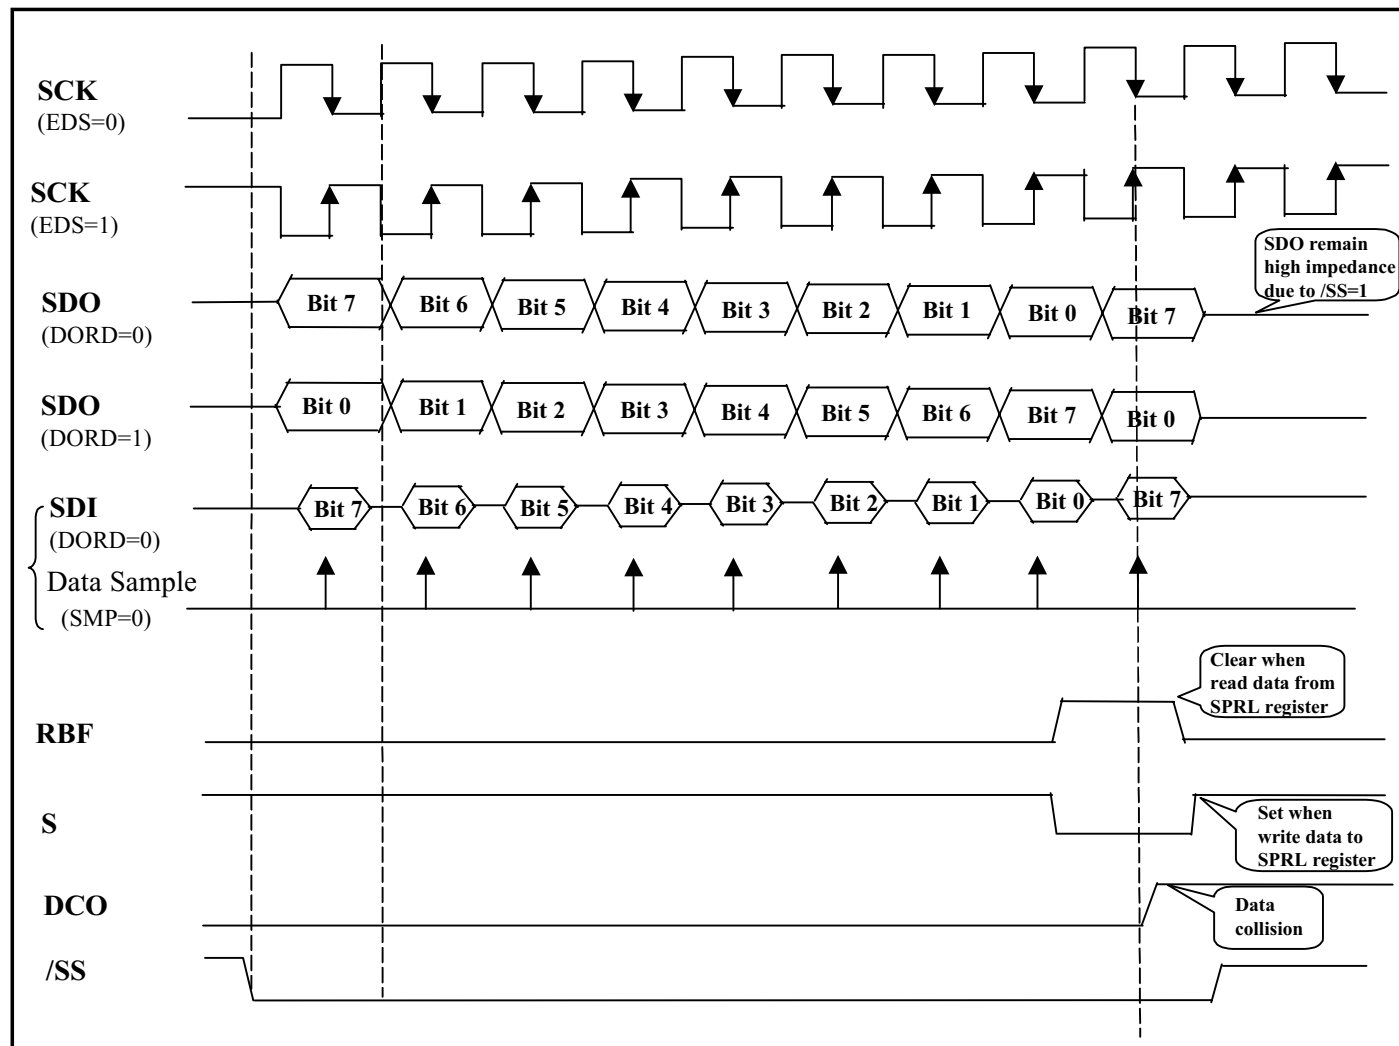 SCK
(EDS=0)
SCK
(EDS=1)
SDO remain
high impedance
due to /SS=1
SDO
(DORD=0)
Bit 7 Bit 6 Bit 5 Bit 4 Bit 3 Bit 2 Bit 1 Bit 0 Bit 7
SDO
(DORD=1)
Bit 0 Bit 1 Bit 2 Bit 3 Bit 4 Bit 5 Bit 6 Bit 7 Bit 0
SDI
(DORD=0)
Bit 7 Bit 6 Bit 5 Bit 4 Bit 3 Bit 2 Bit 1 Bit 0 Bit 7
Data Sample
(SMP=0)
Clear when
read data from
SPRL register
RBF
S
Set when
write data to
SPRL register
DCO
Data
collision
/SS